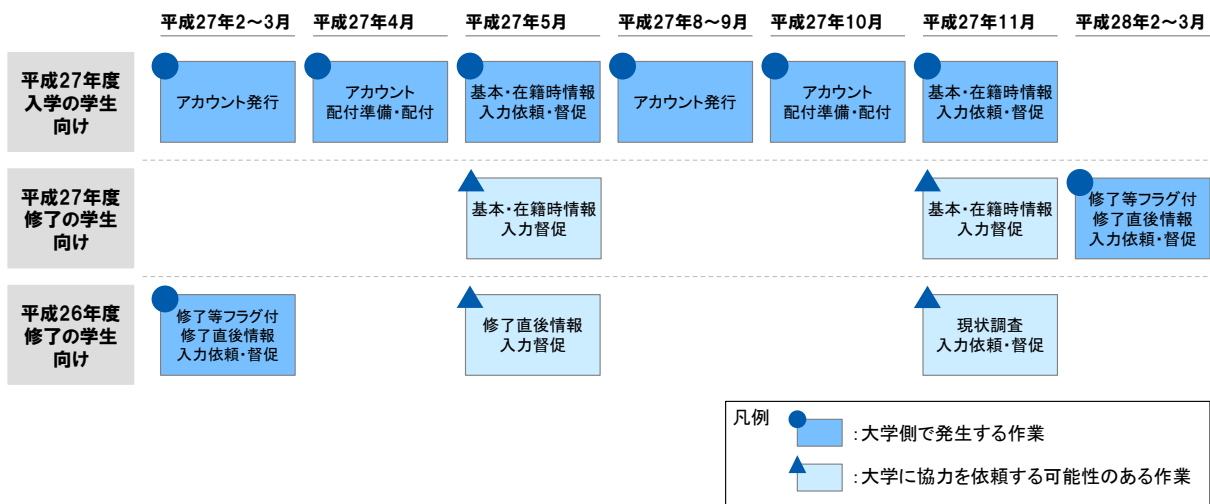 平成27年2～3月 平成27年4月 平成27年5月 平成27年8～9月 平成27年10月 平成27年11月 平成28年2～3月
平成27年度
入学の学生
向け
アカウント発行
アカウント
配付準備・配付
基本・在籍時情報
入力依頼・督促
アカウント発行
アカウント
配付準備・配付
基本・在籍時情報
入力依頼・督促
平成27年度
修了の学生
向け
基本・在籍時情報
入力督促
基本・在籍時情報
入力督促
修了等フラグ付
修了直後情報
入力依頼・督促
平成26年度
修了の学生
向け
修了等フラグ付
修了直後情報
入力依頼・督促
修了直後情報
入力督促
現状調査
入力依頼・督促
凡例
：大学側で発生する作業
：大学に協力を依頼する可能性のある作業